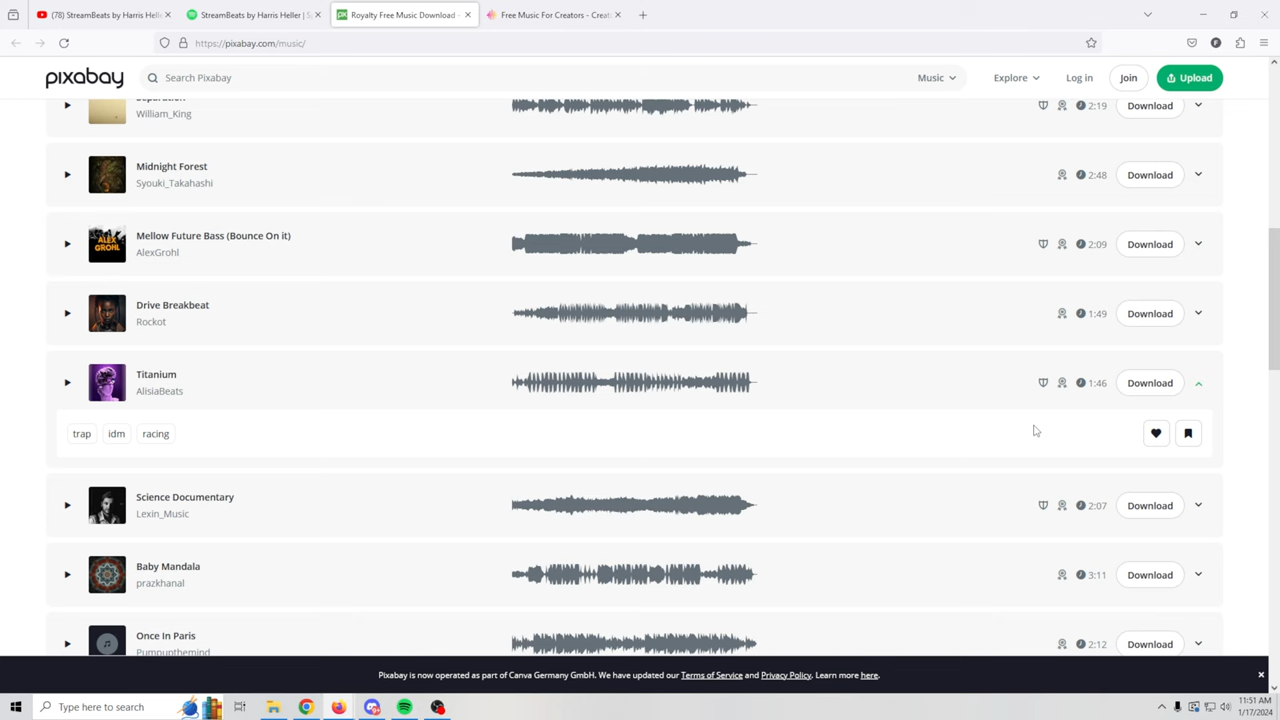 (78) StreamBeats by Harris Hell
StreamBeats by Harris Heller | S
Royalty Free Music Download -
Free Music For Creators - Creato
https://pixabay.com/music/
pixabay
Search Pixabay
Music
Explore
Log in
Join
Upload
Separation
William_King
2:19
Download
Midnight Forest
Syouki_Takahashi
2:48
Download
Mellow Future Bass (Bounce On it)
AlexGrohl
ALEX
GROHL
2:09
Download
Drive Breakbeat
Rockot
1:49
Download
Titanium
AlisiaBeats
1:46
Download
trap
idm
racing
Science Documentary
Lexin_Music
2:07
Download
Baby Mandala
prazkhanal
3:11
Download
Once In Paris
Pumpupthemind
2:12
Download
Pixabay is now operated as part of Canva Germany GmbH. We have updated our Terms of Service and Privacy Policy. Learn more here.
Type here to search
11:51 AM
1/17/2024